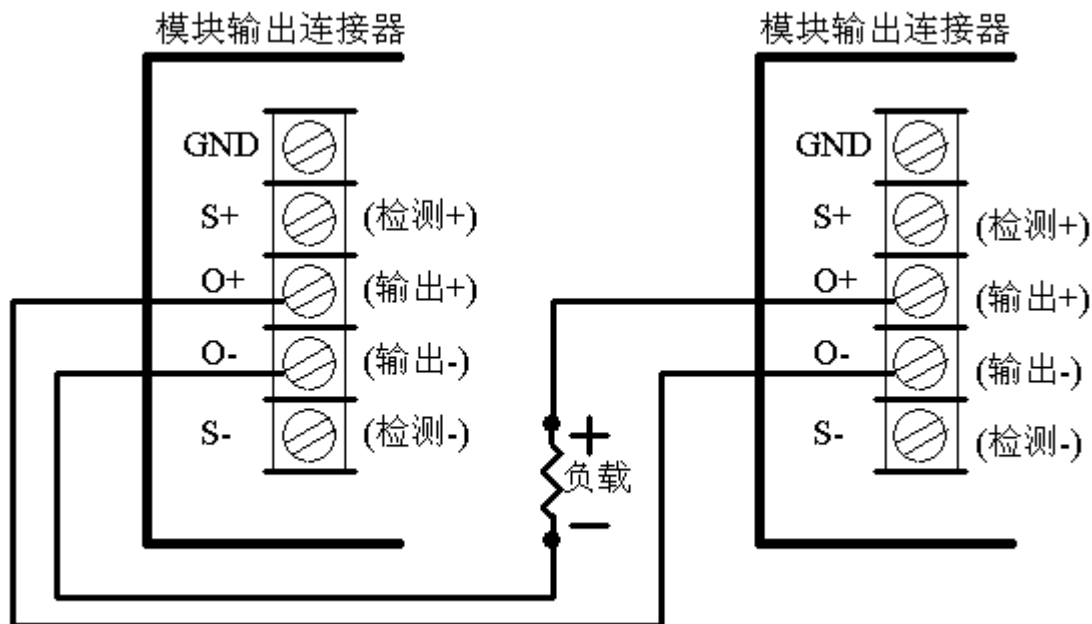 模块输出连接器
GND
S+ (检测+)
O+ (输出+)
O- (输出-)
S- (检测-)
+
负载
-
模块输出连接器
GND
S+ (检测+)
O+ (输出+)
O- (输出-)
S- (检测-)